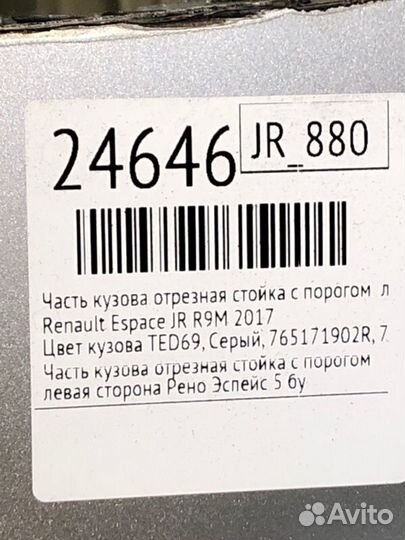 24646
JR_880
Часть кузова отрезная стойка с порогом л
Renault Espace JR R9M 2017
Цвет кузова TED69, Серый, 765171902R, 7
Часть кузова отрезная стойка с порогом
левая сторона Рено Эспейс 5 бу
Avito